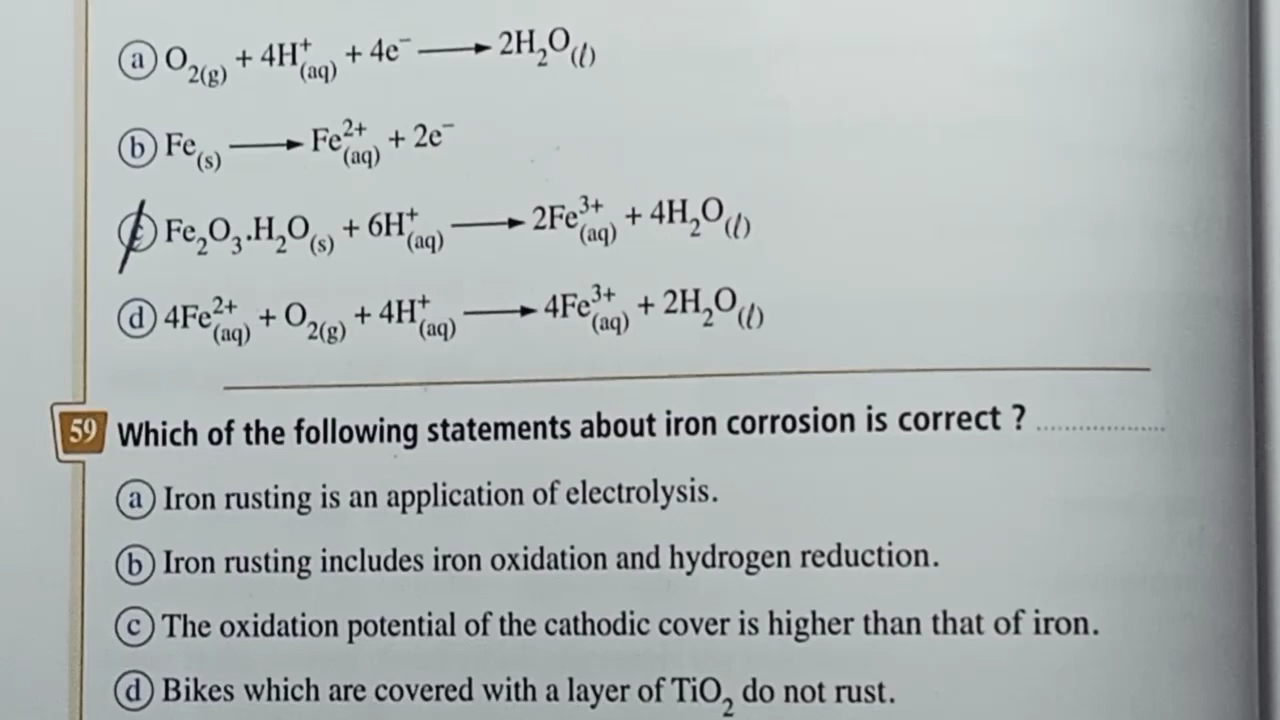 ⓐ O₂(g) + 4H⁺(aq) + 4e⁻ ⟶ 2H₂O(l)
ⓑ Fe(s) ⟶ Fe²⁺(aq) + 2e⁻
ⓒ Fe₂O₃.H₂O(s) + 6H⁺(aq) ⟶ 2Fe³⁺(aq) + 4H₂O(l)
ⓓ 4Fe²⁺(aq) + O₂(g) + 4H⁺(aq) ⟶ 4Fe³⁺(aq) + 2H₂O(l)
59 Which of the following statements about iron corrosion is correct ? ..................
ⓐ Iron rusting is an application of electrolysis.
ⓑ Iron rusting includes iron oxidation and hydrogen reduction.
ⓒ The oxidation potential of the cathodic cover is higher than that of iron.
ⓓ Bikes which are covered with a layer of TiO₂ do not rust.